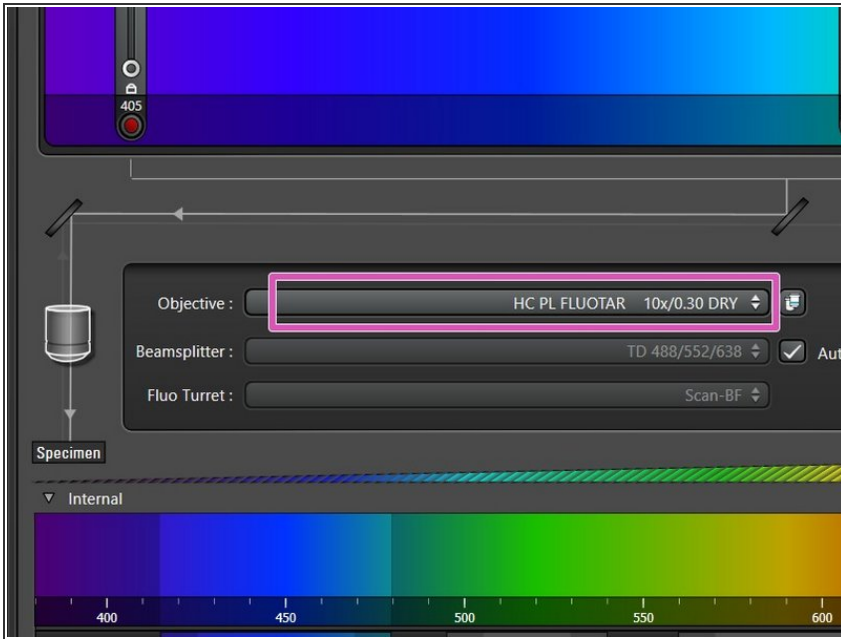 405
Objective : HC PL FLUOTAR 10x/0.30 DRY
Beamsplitter : TD 488/552/638 Aut
Fluo Turret : Scan-BF
Specimen
Internal
400 450 500 550 600